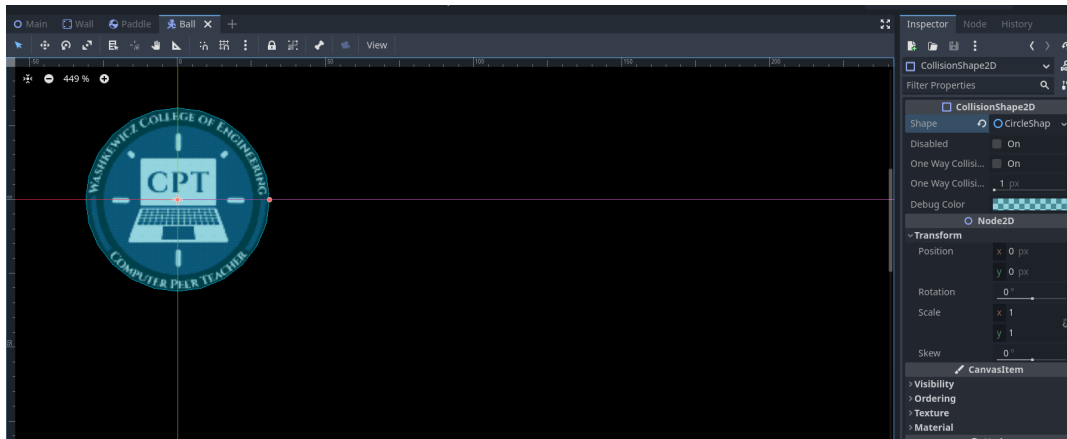 Main Wall Paddle Ball
Inspector Node History
View
50 0 50 100 150 200
449 %
CollisionShape2D
Filter Properties
WASHKEWICZ COLLEGE OF ENGINEERING
CPT
COMPUTER PEER TEACHER
CollisionShape2D
Shape CircleShap
Disabled On
One Way Collisi... On
One Way Collisi... 1 px
Debug Color
Node2D
Transform
Position x 0 px
y 0 px
Rotation 0 °
Scale x 1
y 1
Skew 0 °
CanvasItem
Visibility
Ordering
Texture
Material